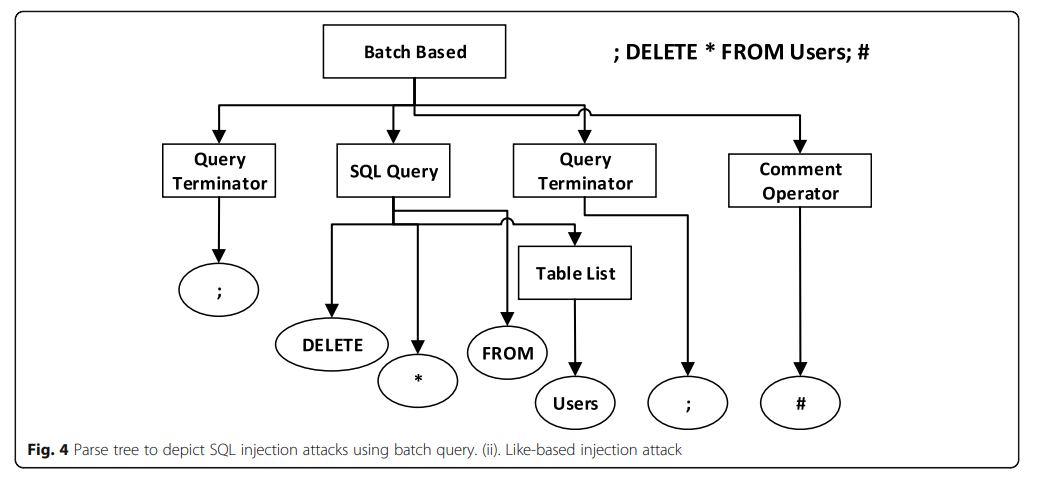 Batch Based
; DELETE * FROM Users; #
Query
Terminator
SQL Query
Query
Terminator
Comment
Operator
Table List
;
DELETE
*
FROM
Users
;
#
Fig. 4 Parse tree to depict SQL injection attacks using batch query. (ii). Like-based injection attack